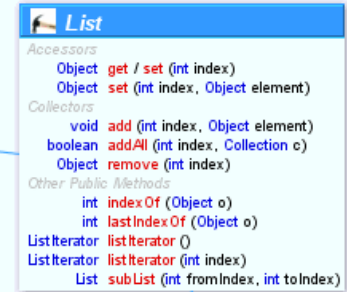 List
Accessors
Object get / set (int index)
Object set (int index, Object element)
Collectors
void add (int index, Object element)
boolean addAll (int index, Collection c)
Object remove (int index)
Other Public Methods
int indexOf (Object o)
int lastIndexOf (Object o)
ListIterator listIterator ()
ListIterator listIterator (int index)
List subList (int fromIndex, int toIndex)